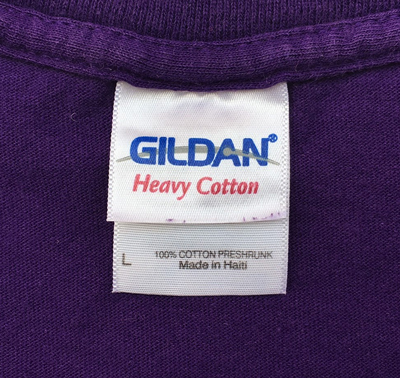 GILDAN
Heavy Cotton
L 100% COTTON PRESHRUNK
Made in Haiti